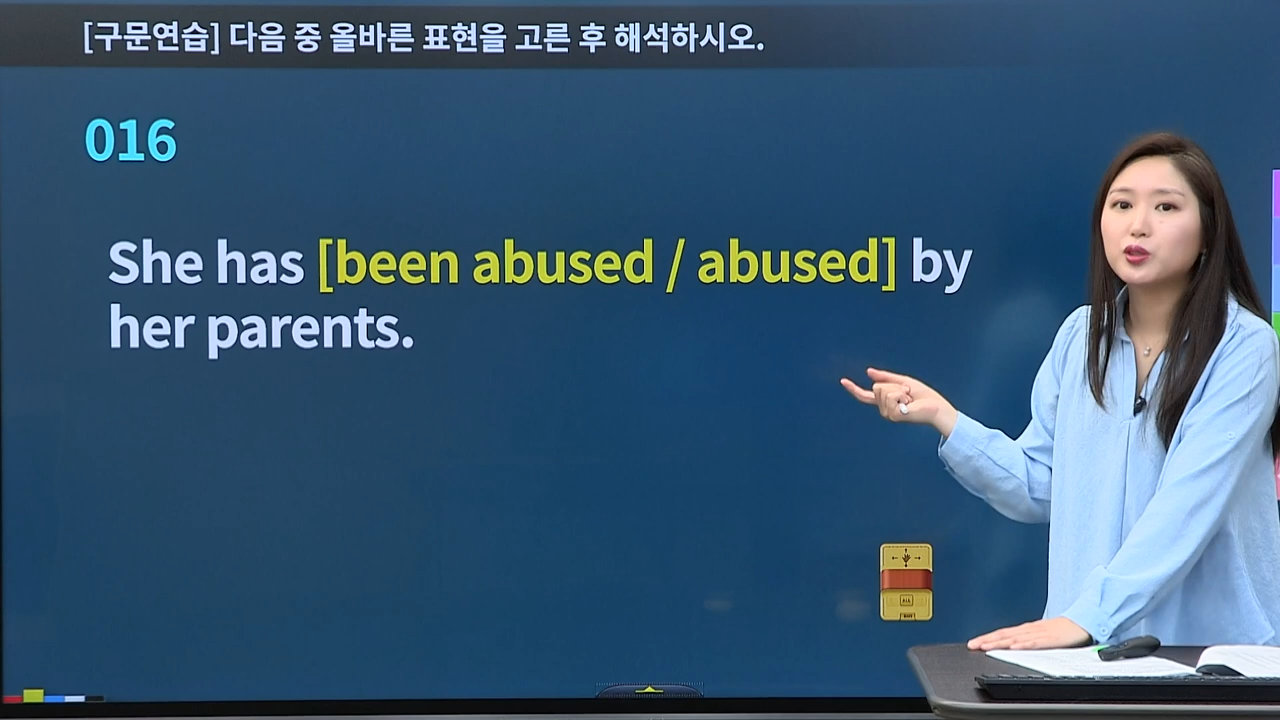 [구문연습] 다음 중 올바른 표현을 고른 후 해석하시오.
016
She has [been abused / abused] by
her parents.